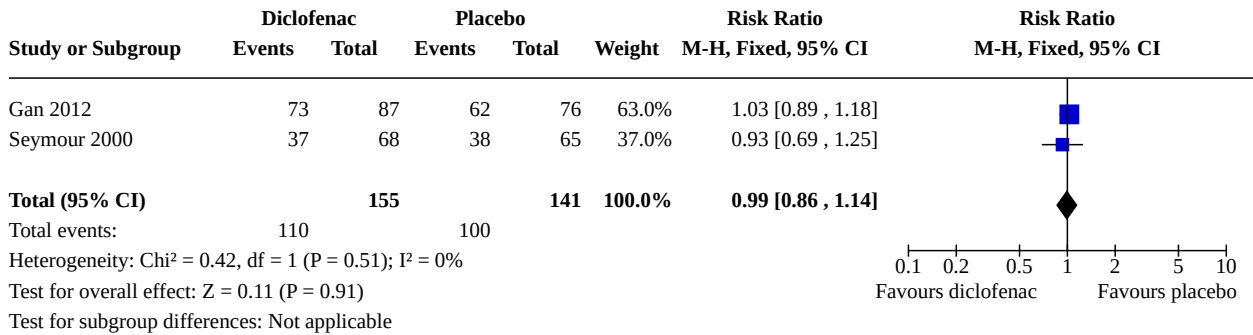 Diclofenac Placebo Risk Ratio Risk Ratio
Study or Subgroup Events Total Events Total Weight M-H, Fixed, 95% CI M-H, Fixed, 95% CI
Gan 2012 73 87 62 76 63.0% 1.03 [0.89 , 1.18]
Seymour 2000 37 68 38 65 37.0% 0.93 [0.69 , 1.25]
Total (95% CI) 155 141 100.0% 0.99 [0.86 , 1.14]
Total events: 110 100
Heterogeneity: Chi² = 0.42, df = 1 (P = 0.51); I² = 0%
0.1 0.2 0.5 1 2 5 10
Test for overall effect: Z = 0.11 (P = 0.91) Favours diclofenac Favours placebo
Test for subgroup differences: Not applicable